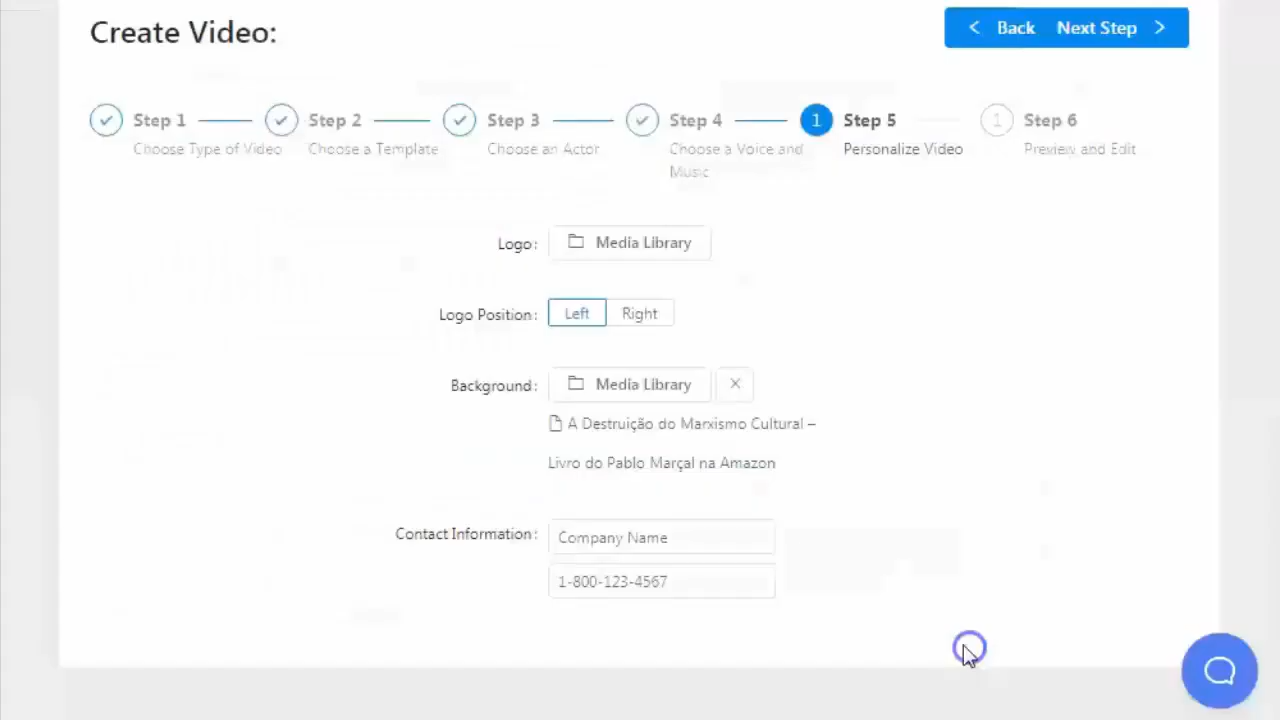 Create Video:
Back Next Step
Step 1 Step 2 Step 3 Step 4 1 Step 5 1 Step 6
Choose Type of Video Choose a Template Choose an Actor Choose a Voice and Personalize Video Preview and Edit
Music
Logo: Media Library
Logo Position: Left Right
Background: Media Library ×
A Destruição do Marxismo Cultural –
Livro do Pablo Marçal na Amazon
Contact Information: Company Name
1-800-123-4567